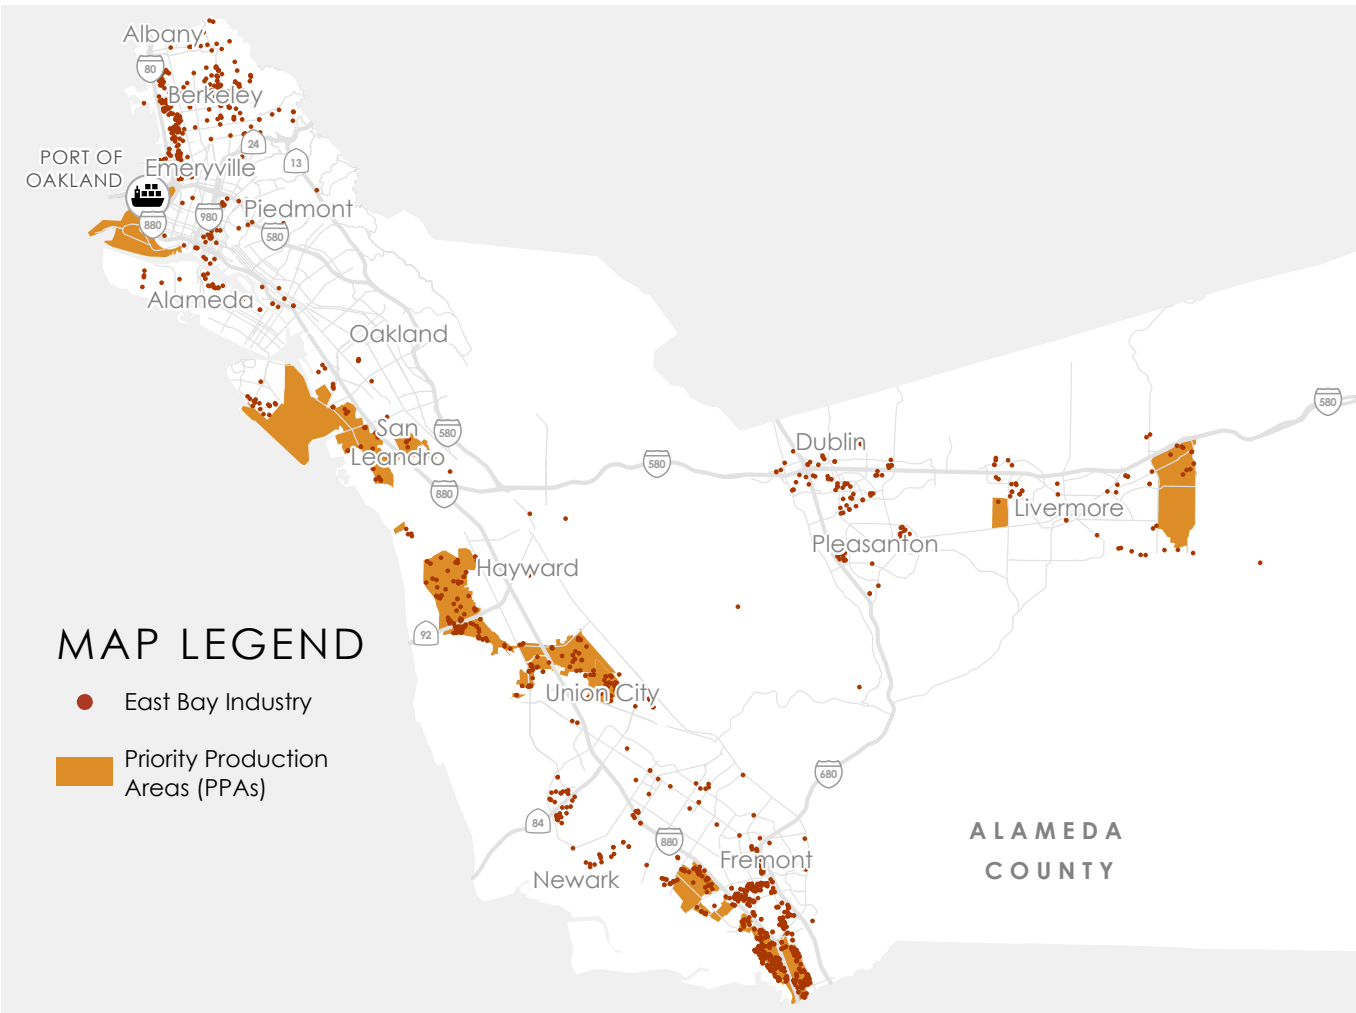 Albany
80
Berkeley
24
PORT OF
OAKLAND
Emeryville
13
980
Piedmont
880
580
Alameda
Oakland
580
San
Leandro
580
Dublin
580
880
Livermore
Pleasanton
Hayward
92
MAP LEGEND
East Bay Industry
Priority Production
Areas (PPAs)
Union City
680
84
880
ALAMEDA
COUNTY
Fremont
Newark